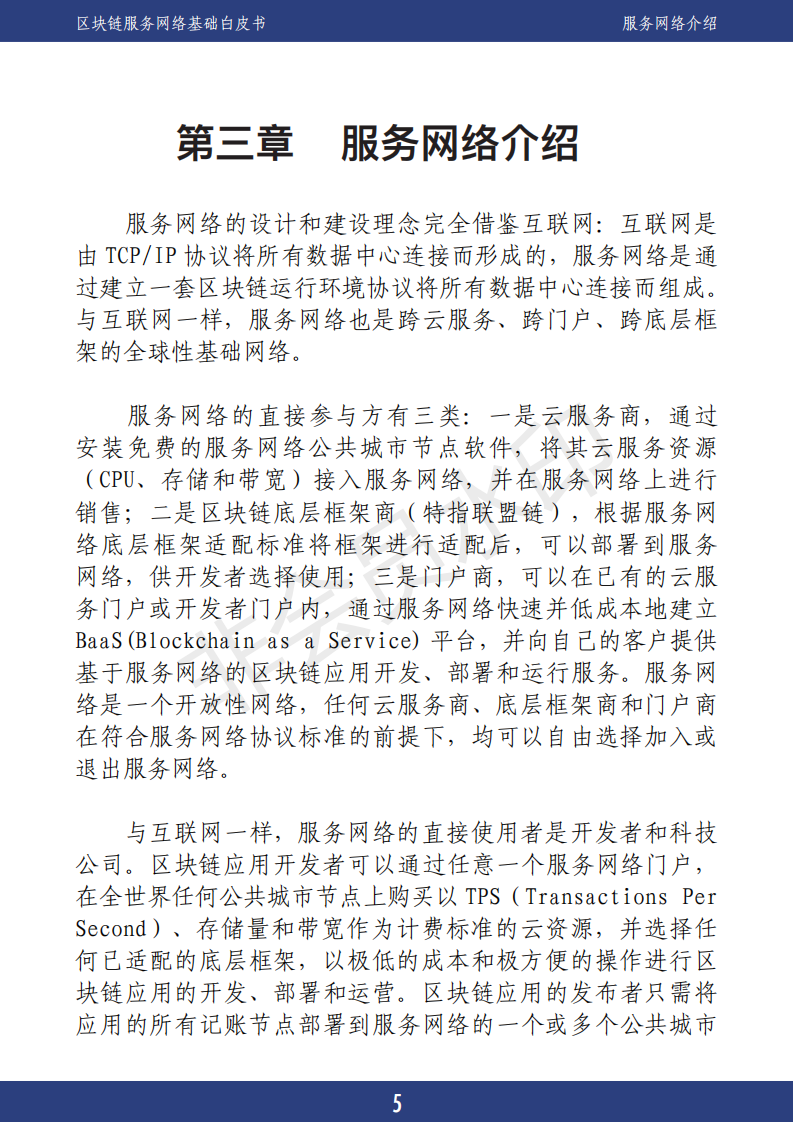 区块链服务网络基础白皮书
服务网络介绍
第三章 服务网络介绍
服务网络的设计和建设理念完全借鉴互联网：互联网是
由 TCP/IP 协议将所有数据中心连接而形成的，服务网络是通
过建立一套区块链运行环境协议将所有数据中心连接而组成。
与互联网一样，服务网络也是跨云服务、跨门户、跨底层框
架的全球性基础网络。
服务网络的直接参与方有三类：一是云服务商，通过
安装免费的服务网络公共城市节点软件，将其云服务资源
（CPU、存储和带宽）接入服务网络，并在服务网络上进行
销售；二是区块链底层框架商（特指联盟链），根据服务网
络底层框架适配标准将框架进行适配后，可以部署到服务
网络，供开发者选择使用；三是门户商，可以在已有的云服
务门户或开发者门户内，通过服务网络快速并低成本地建立
BaaS(Blockchain as a Service) 平台，并向自己的客户提供
基于服务网络的区块链应用开发、部署和运行服务。服务网
络是一个开放性网络，任何云服务商、底层框架商和门户商
在符合服务网络协议标准的前提下，均可以自由选择加入或
退出服务网络。
与互联网一样，服务网络的直接使用者是开发者和科技
公司。区块链应用开发者可以通过任意一个服务网络门户，
在全世界任何公共城市节点上购买以 TPS（Transactions Per
Second）、存储量和带宽作为计费标准的云资源，并选择任
何已适配的底层框架，以极低的成本和极方便的操作进行区
块链应用的开发、部署和运营。区块链应用的发布者只需将
应用的所有记账节点部署到服务网络的一个或多个公共城市
非会员水印
5